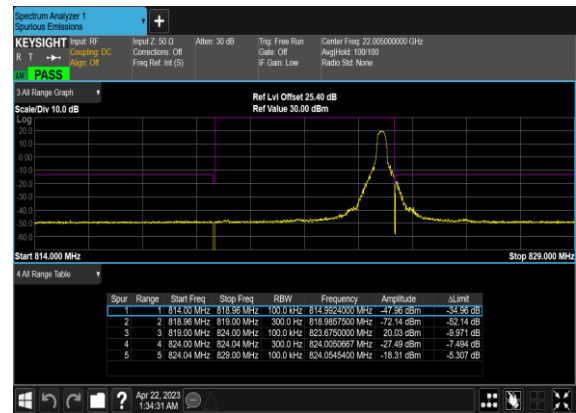 Spectrum Analyzer 1
Spurious Emissions
KEYSIGHT Input: RF Input Z: 50 Ω Atten: 30 dB Trig: Free Run Center Freq: 22.005000000 GHz
R T Coupling: DC Corrections: Off Gate: Off Avg|Hold: 100/100
Align: Off Freq Ref: Int (S) IF Gain: Low Radio Std: None
PASS
3 All Range Graph
Ref Lvl Offset 25.40 dB
Scale/Div 10.0 dB Ref Value 30.00 dBm
Log
20.0
10.0
0.00
-10.0
-20.0
-30.0
-40.0
-50.0
-60.0
Start 814.000 MHz Stop 829.000 MHz
4 All Range Table
Spur Range Start Freq Stop Freq RBW Frequency Amplitude ΔLimit
1 1 814.00 MHz 818.96 MHz 100.0 kHz 814.9924000 MHz -47.96 dBm -34.96 dB
2 2 818.96 MHz 819.00 MHz 300.0 Hz 818.9857500 MHz -72.14 dBm -52.14 dB
3 3 819.00 MHz 824.00 MHz 100.0 kHz 823.6750000 MHz 20.03 dBm -9.971 dB
4 4 824.00 MHz 824.04 MHz 300.0 Hz 824.0050667 MHz -27.49 dBm -7.494 dB
5 5 824.04 MHz 829.00 MHz 100.0 kHz 824.0545400 MHz -18.31 dBm -5.307 dB
? Apr 22, 2023
1:34:31 AM